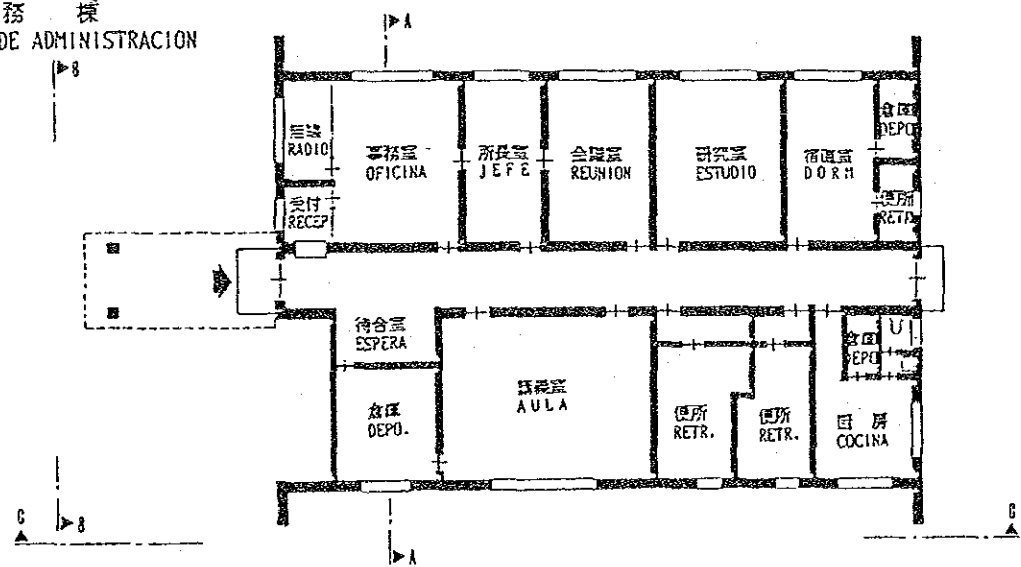 務 棟
DE ADMINISTRACION
A
B
無線
RADIO
事務室
OFICINA
所長室
JEFE
会議室
REUNION
研究室
ESTUDIO
宿直室
DORM
倉庫
DEPO
受付
RECEP
便所
RETR.
待合室
ESPERA
倉庫
DEPO.
講義室
AULA
便所
RETR.
便所
RETR.
倉庫
DEPO
厨房
COCINA
C
B
A
C